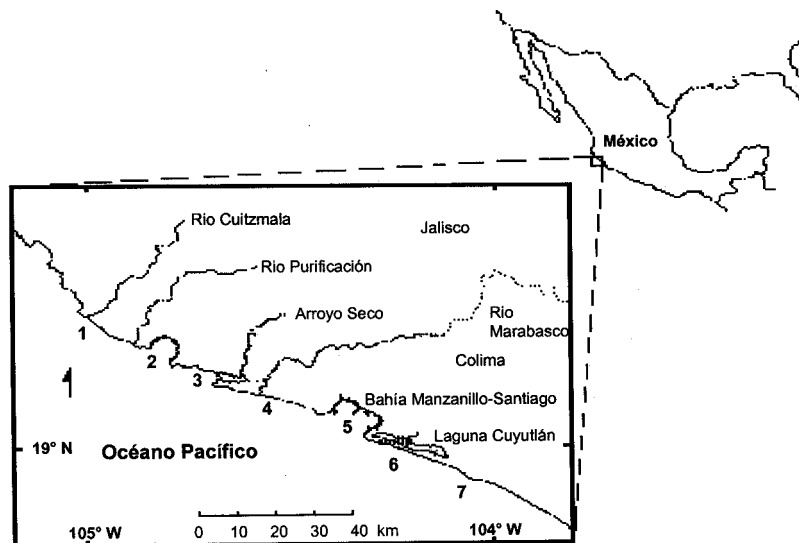 México
Rio Cuitzmala
Jalisco
Rio Purificación
Arroyo Seco
Rio
Marabasco
Colima
Bahía Manzanillo-Santiago
Laguna Cuyutlán
1
2
3
4
5
6
7
19° N
Océano Pacífico
105° W
0 10 20 30 40 km
104° W